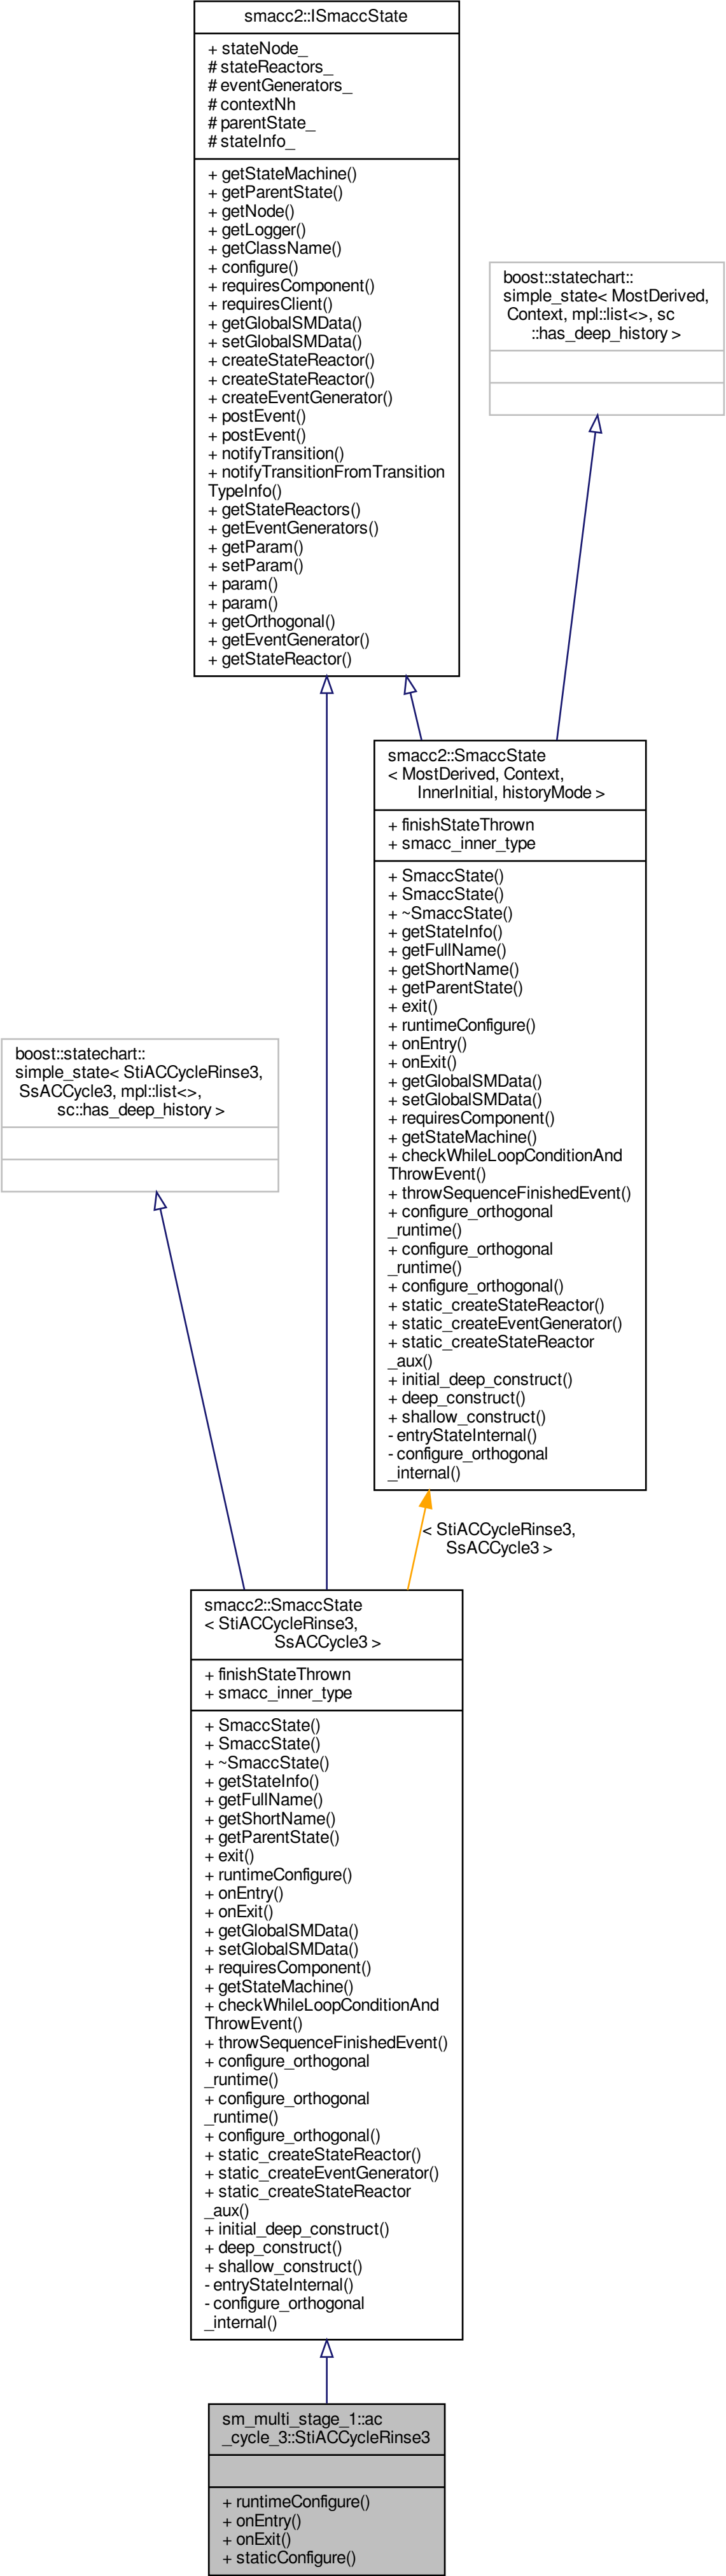 smacc2::ISmaccState
+ stateNode_
# stateReactors_
# eventGenerators_
# contextNh
# parentState_
# stateInfo_
+ getStateMachine()
+ getParentState()
+ getNode()
+ getLogger()
+ getClassName()
+ configure()
+ requiresComponent()
+ requiresClient()
+ getGlobalSMData()
+ setGlobalSMData()
+ createStateReactor()
+ createStateReactor()
+ createEventGenerator()
+ postEvent()
+ postEvent()
+ notifyTransition()
+ notifyTransitionFromTransition
TypeInfo()
+ getStateReactors()
+ getEventGenerators()
+ getParam()
+ setParam()
+ param()
+ param()
+ getOrthogonal()
+ getEventGenerator()
+ getStateReactor()
boost::statechart::
simple_state< MostDerived,
Context, mpl::list<>, sc
::has_deep_history >
smacc2::SmaccState
< MostDerived, Context,
InnerInitial, historyMode >
+ finishStateThrown
+ smacc_inner_type
+ SmaccState()
+ SmaccState()
+ ~SmaccState()
+ getStateInfo()
+ getFullName()
+ getShortName()
+ getParentState()
+ exit()
+ runtimeConfigure()
+ onEntry()
+ onExit()
+ getGlobalSMData()
+ setGlobalSMData()
+ requiresComponent()
+ getStateMachine()
+ checkWhileLoopConditionAnd
ThrowEvent()
+ throwSequenceFinishedEvent()
+ configure_orthogonal
_runtime()
+ configure_orthogonal
_runtime()
+ configure_orthogonal()
+ static_createStateReactor()
+ static_createEventGenerator()
+ static_createStateReactor
_aux()
+ initial_deep_construct()
+ deep_construct()
+ shallow_construct()
- entryStateInternal()
- configure_orthogonal
_internal()
boost::statechart::
simple_state< StiACCycleRinse3,
SsACCycle3, mpl::list<>,
sc::has_deep_history >
< StiACCycleRinse3,
SsACCycle3 >
smacc2::SmaccState
< StiACCycleRinse3,
SsACCycle3 >
+ finishStateThrown
+ smacc_inner_type
+ SmaccState()
+ SmaccState()
+ ~SmaccState()
+ getStateInfo()
+ getFullName()
+ getShortName()
+ getParentState()
+ exit()
+ runtimeConfigure()
+ onEntry()
+ onExit()
+ getGlobalSMData()
+ setGlobalSMData()
+ requiresComponent()
+ getStateMachine()
+ checkWhileLoopConditionAnd
ThrowEvent()
+ throwSequenceFinishedEvent()
+ configure_orthogonal
_runtime()
+ configure_orthogonal
_runtime()
+ configure_orthogonal()
+ static_createStateReactor()
+ static_createEventGenerator()
+ static_createStateReactor
_aux()
+ initial_deep_construct()
+ deep_construct()
+ shallow_construct()
- entryStateInternal()
- configure_orthogonal
_internal()
sm_multi_stage_1::ac
_cycle_3::StiACCycleRinse3
+ runtimeConfigure()
+ onEntry()
+ onExit()
+ staticConfigure()